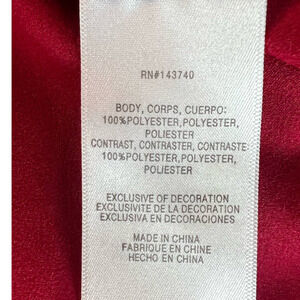 RN#143740
BODY, CORPS, CUERPO:
100%POLYESTER,POLYESTER,
POLIESTER
CONTRAST, CONTRASTER, CONTRASTE:
100%POLYESTER,POLYESTER,
POLIESTER
EXCLUSIVE OF DECORATION
EXCLUSIVITE DE LA DECORATION
EXCLUSIVA EN DECORACIONES
MADE IN CHINA
FABRIQUE EN CHINE
HECHO EN CHINA